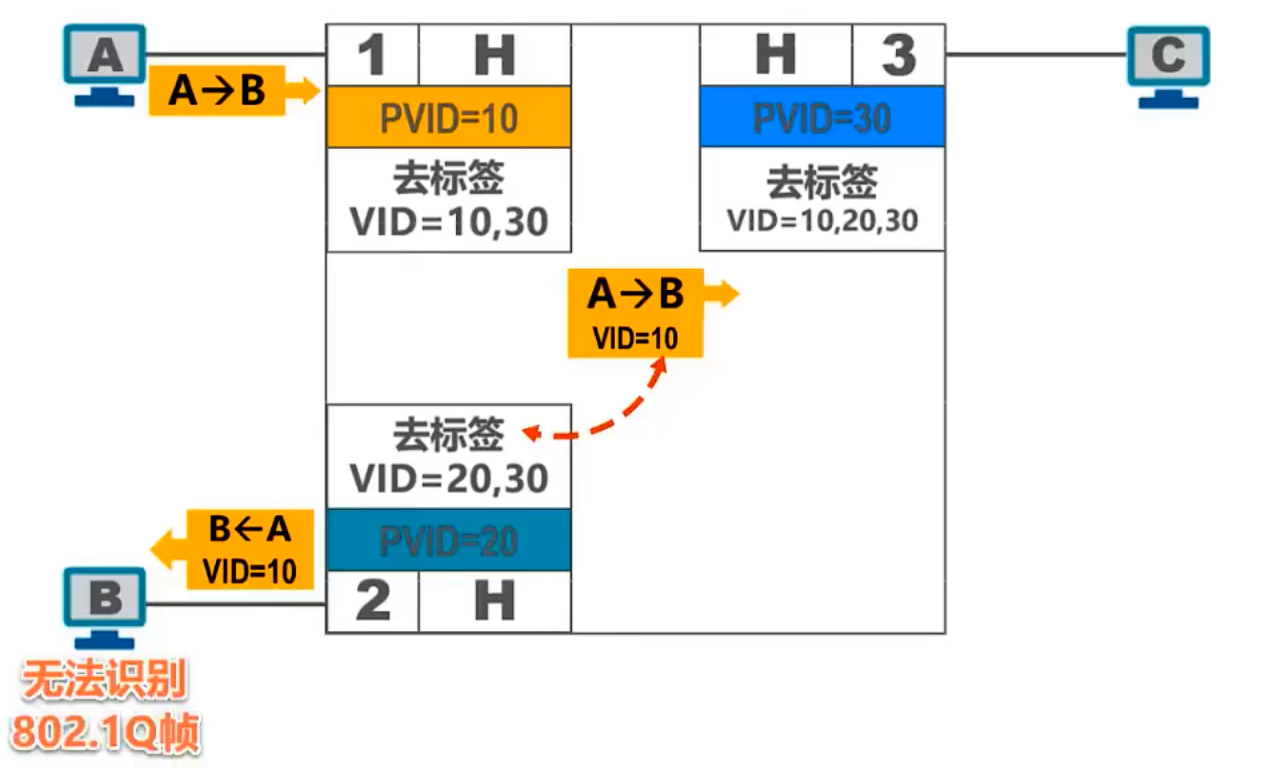 A
A→B
1
H
PVID=10
去标签
VID=10,30
H
3
PVID=30
去标签
VID=10,20,30
C
A→B
VID=10
去标签
VID=20,30
PVID=20
2
H
B←A
VID=10
B
无法识别
802.1Q帧